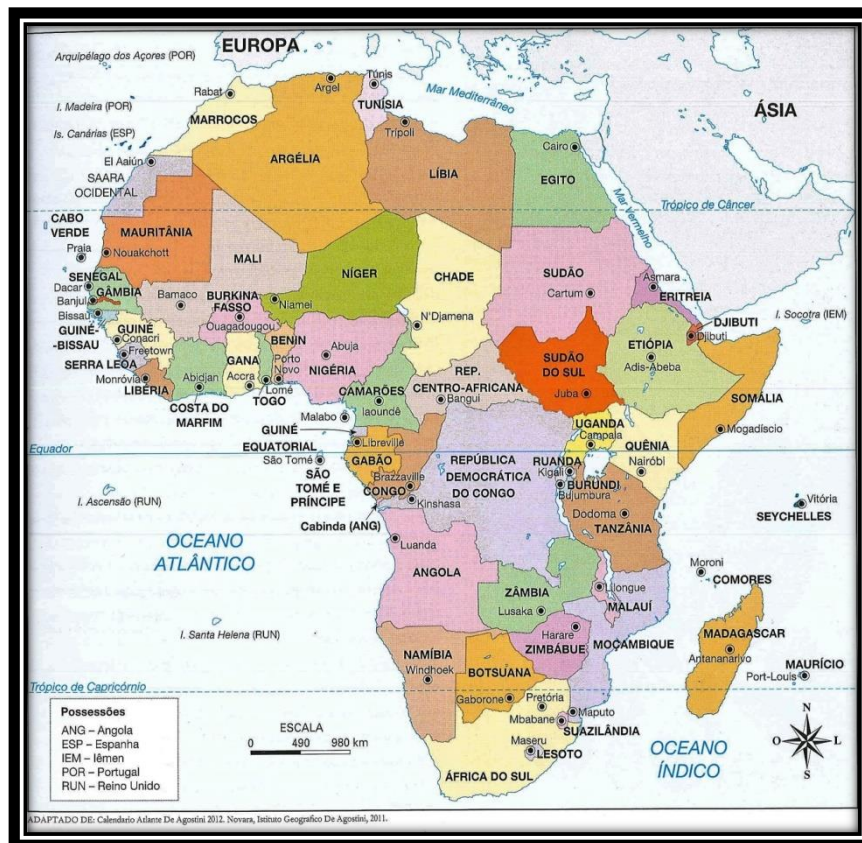 EUROPA
Arquipélago dos Açores (POR)
Túnis
Argel
Rabat
TUNÍSIA
Mar Mediterrâneo
I. Madeira (POR)
MARROCOS
Trípoli
ÁSIA
Is. Canárias (ESP)
Cairo
El Aaiún
ARGÉLIA
LÍBIA
EGITO
SAARA
OCIDENTAL
Mar Vermelho
Trópico de Câncer
CABO
VERDE
MAURITÂNIA
Praia
Nouakchott
MALI
NÍGER
CHADE
SUDÃO
SENEGAL
Dacar
GÂMBIA
Banjul
Bamaco
BURKINA
FASSO
Niamei
Cartum
Asmara
ERITREIA
Bissau
Ouagadougou
N'Djamena
I. Socotra (IEM)
GUINÉ-
-BISSAU
GUINÉ
Conacri
Freetown
SERRA LEOA
BENIN
Abuja
NIGÉRIA
DJIBUTI
Djibuti
ETIÓPIA
Adis-Abeba
SUDÃO
DO SUL
Juba
GANA
Porto
Novo
REP.
CENTRO-AFRICANA
Bangui
Monróvia
LIBÉRIA
Abidjan
Accra
Lomé
TOGO
CAMARÕES
Iaoundê
SOMÁLIA
COSTA DO
MARFIM
Malabo
UGANDA
Campala
QUÊNIA
Mogadíscio
GUINÉ
EQUATORIAL
Equador
Libreville
São Tomé
GABÃO
REPÚBLICA
DEMOCRÁTICA
DO CONGO
RUANDA
Kigali
Nairóbi
SÃO
TOMÉ E
PRÍNCIPE
Brazzaville
CONGO
Kinshasa
BURUNDI
Bujumbura
Dodoma
TANZÂNIA
I. Ascensão (RUN)
Vitória
SEYCHELLES
Cabinda (ANG)
Luanda
OCEANO
ATLÂNTICO
ANGOLA
ZÂMBIA
Lusaka
Lilongue
MALAUÍ
Moroni
COMORES
I. Santa Helena (RUN)
Harare
ZIMBÁBUE
MOÇAMBIQUE
MADAGASCAR
Antananarivo
NAMÍBIA
Windhoek
BOTSUANA
MAURÍCIO
Port-Louis
Trópico de Capricórnio
Gaborone
Pretória
Mbabane
Maputo
SUAZILÂNDIA
Maseru
LESOTO
ÁFRICA DO SUL
OCEANO
ÍNDICO
N
O
L
S
Possessões
ANG – Angola
ESP – Espanha
IEM – Iêmen
POR – Portugal
RUN – Reino Unido
ESCALA
0 490 980 km
ADAPTADO DE: Calendario Atlante De Agostini 2012. Novara, Istituto Geografico De Agostini, 2011.